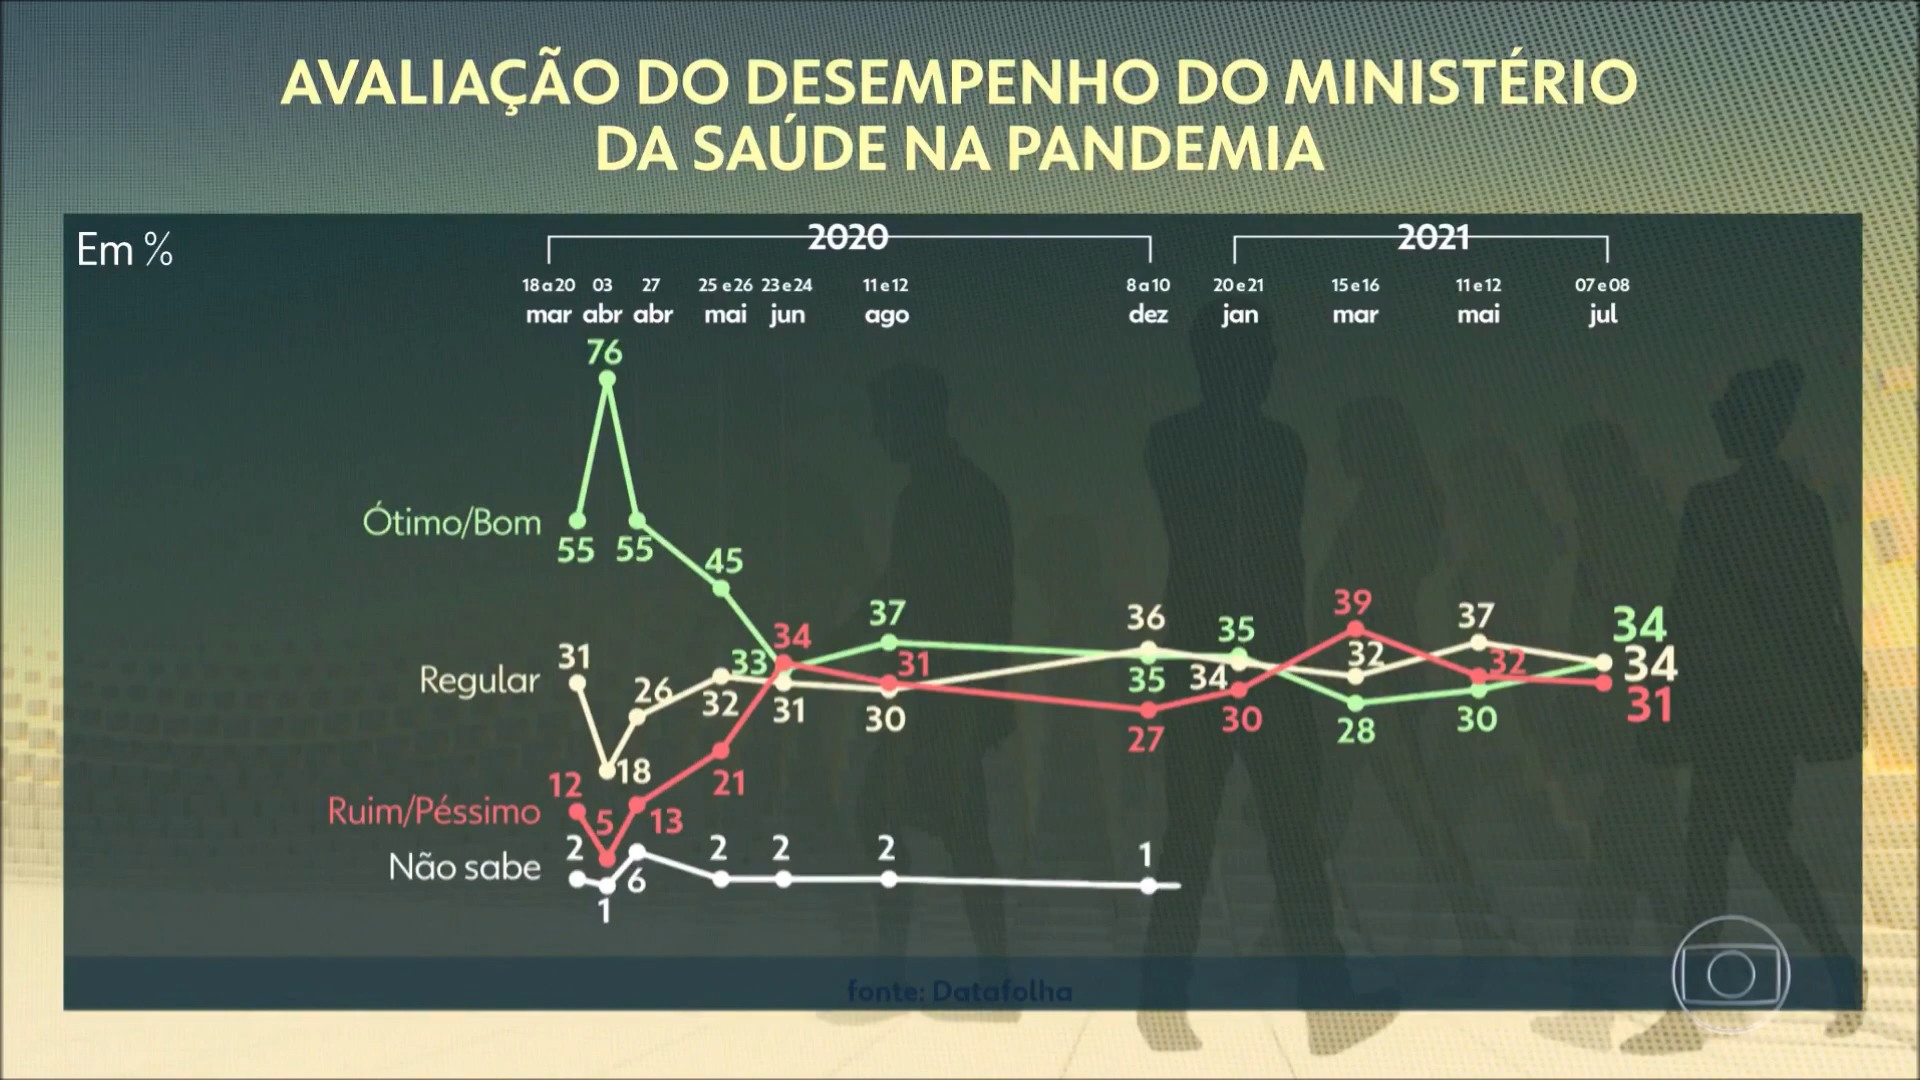 AVALIAÇÃO DO DESEMPENHO DO MINISTÉRIO
DA SAÚDE NA PANDEMIA
Em %
2020 2021
18 a 20 03 27 25 e 26 23 e 24 11 e 12 8 a 10 20 e 21 15 e 16 11 e 12 07 e 08
mar abr abr mai jun ago dez jan mar mai jul
Ótimo/Bom
55 76 55 45 33 37 35 35 28 30 34
Regular
31 18 26 32 31 30 36 34 32 37 34
Ruim/Péssimo
12 5 13 21 34 31 27 30 39 32 31
Não sabe
2 1 6 2 2 2 1
fonte: Datafolha